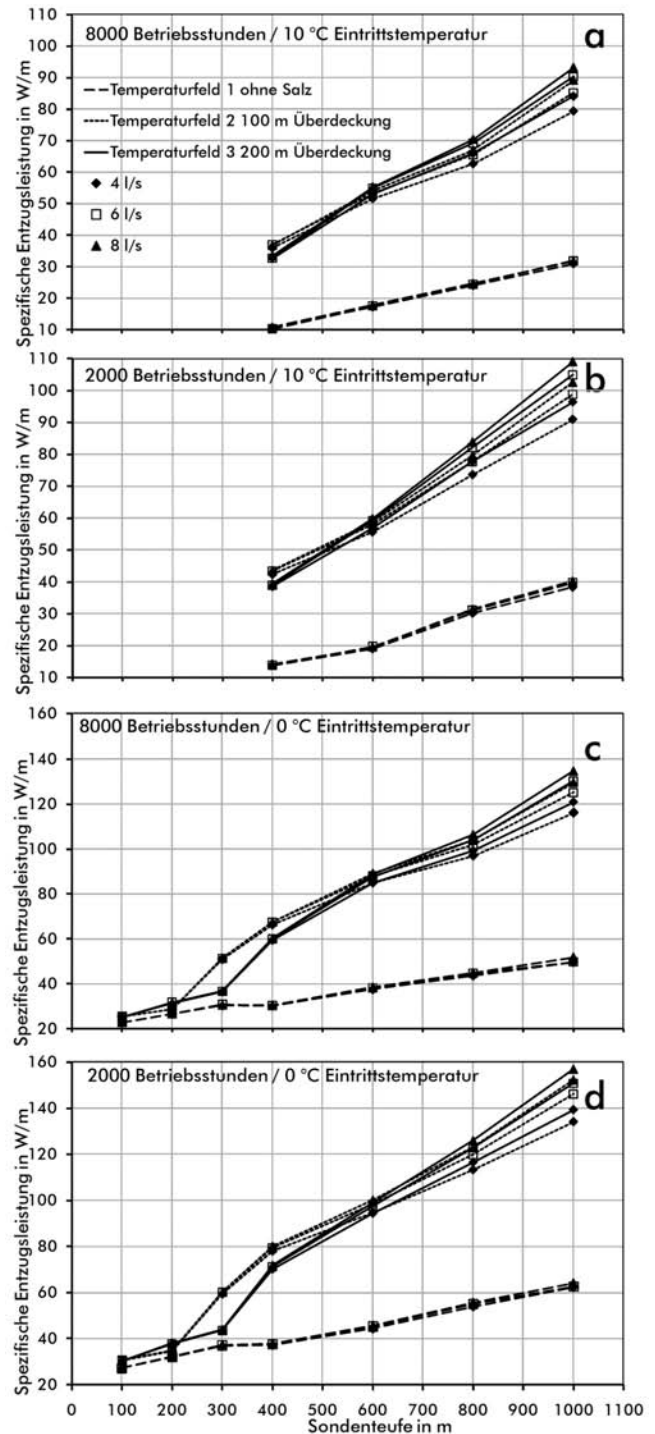 Spezifische Entzugsleistung in W/m
110
100
90
80
70
60
50
40
30
20
10
8000 Betriebsstunden / 10 °C Eintrittstemperatur
a
Temperaturfeld 1 ohne Salz
Temperaturfeld 2 100 m Überdeckung
Temperaturfeld 3 200 m Überdeckung
4 l/s
6 l/s
8 l/s
Spezifische Entzugsleistung in W/m
110
100
90
80
70
60
50
40
30
20
10
2000 Betriebsstunden / 10 °C Eintrittstemperatur
b
Spezifische Entzugsleistung in W/m
160
140
120
100
80
60
40
20
8000 Betriebsstunden / 0 °C Eintrittstemperatur
c
Spezifische Entzugsleistung in W/m
160
140
120
100
80
60
40
20
2000 Betriebsstunden / 0 °C Eintrittstemperatur
d
0 100 200 300 400 500 600 700 800 900 1000 1100
Sondenteufe in m